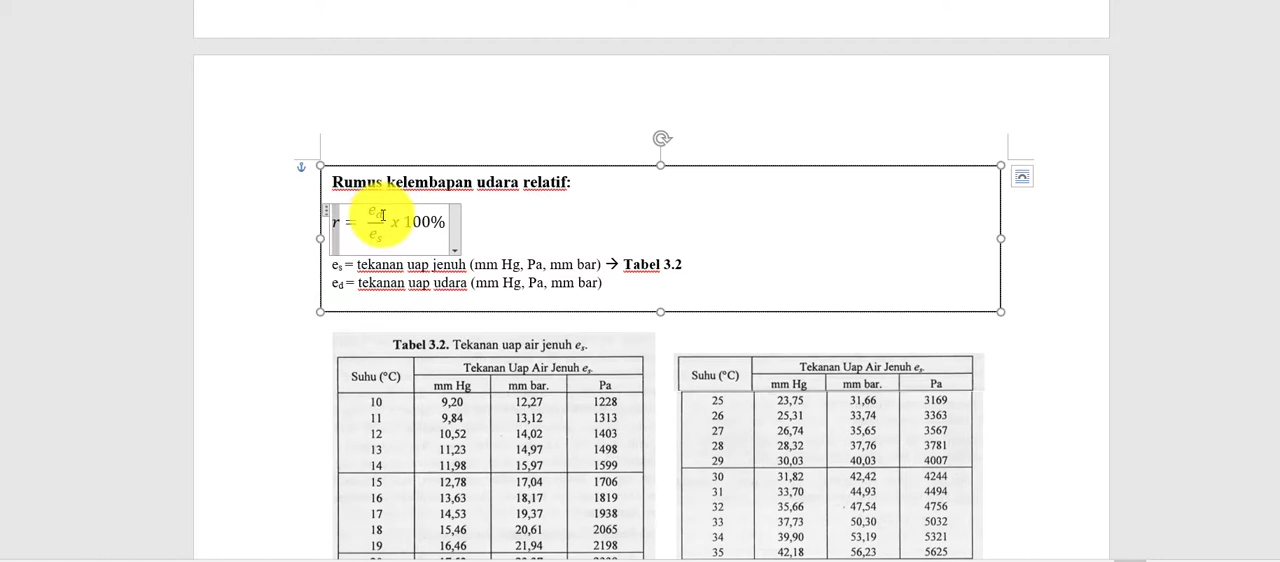 Rumus kelembapan udara relatif:
r = e_d / e_s x 100%
e_s = tekanan uap jenuh (mm Hg, Pa, mm bar) → Tabel 3.2
e_d = tekanan uap udara (mm Hg, Pa, mm bar)
Tabel 3.2. Tekanan uap air jenuh e_s.
Suhu (°C) Tekanan Uap Air Jenuh e_s
mm Hg mm bar. Pa
10 9,20 12,27 1228
11 9,84 13,12 1313
12 10,52 14,02 1403
13 11,23 14,97 1498
14 11,98 15,97 1599
15 12,78 17,04 1706
16 13,63 18,17 1819
17 14,53 19,37 1938
18 15,46 20,61 2065
19 16,46 21,94 2198
Suhu (°C) Tekanan Uap Air Jenuh e_s
mm Hg mm bar. Pa
25 23,75 31,66 3169
26 25,31 33,74 3363
27 26,74 35,65 3567
28 28,32 37,76 3781
29 30,03 40,03 4007
30 31,82 42,42 4244
31 33,70 44,93 4494
32 35,66 47,54 4756
33 37,73 50,30 5032
34 39,90 53,19 5321
35 42,18 56,23 5625